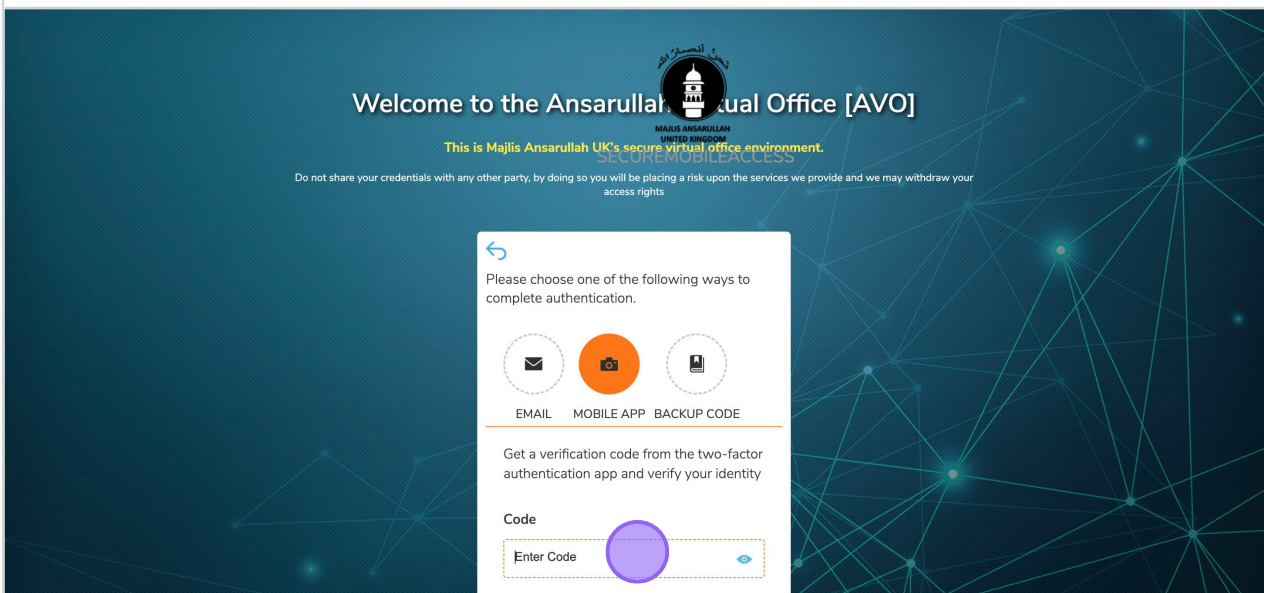 نحن أنصار الله
Welcome to the Ansarullah Virtual Office [AVO]
MAJLIS ANSARULLAH
UNITED KINGDOM
This is Majlis Ansarullah UK's secure virtual office environment.
SECUREMOBILEACCESS
Do not share your credentials with any other party, by doing so you will be placing a risk upon the services we provide and we may withdraw your
access rights
Please choose one of the following ways to
complete authentication.
EMAIL MOBILE APP BACKUP CODE
Get a verification code from the two-factor
authentication app and verify your identity
Code
Enter Code